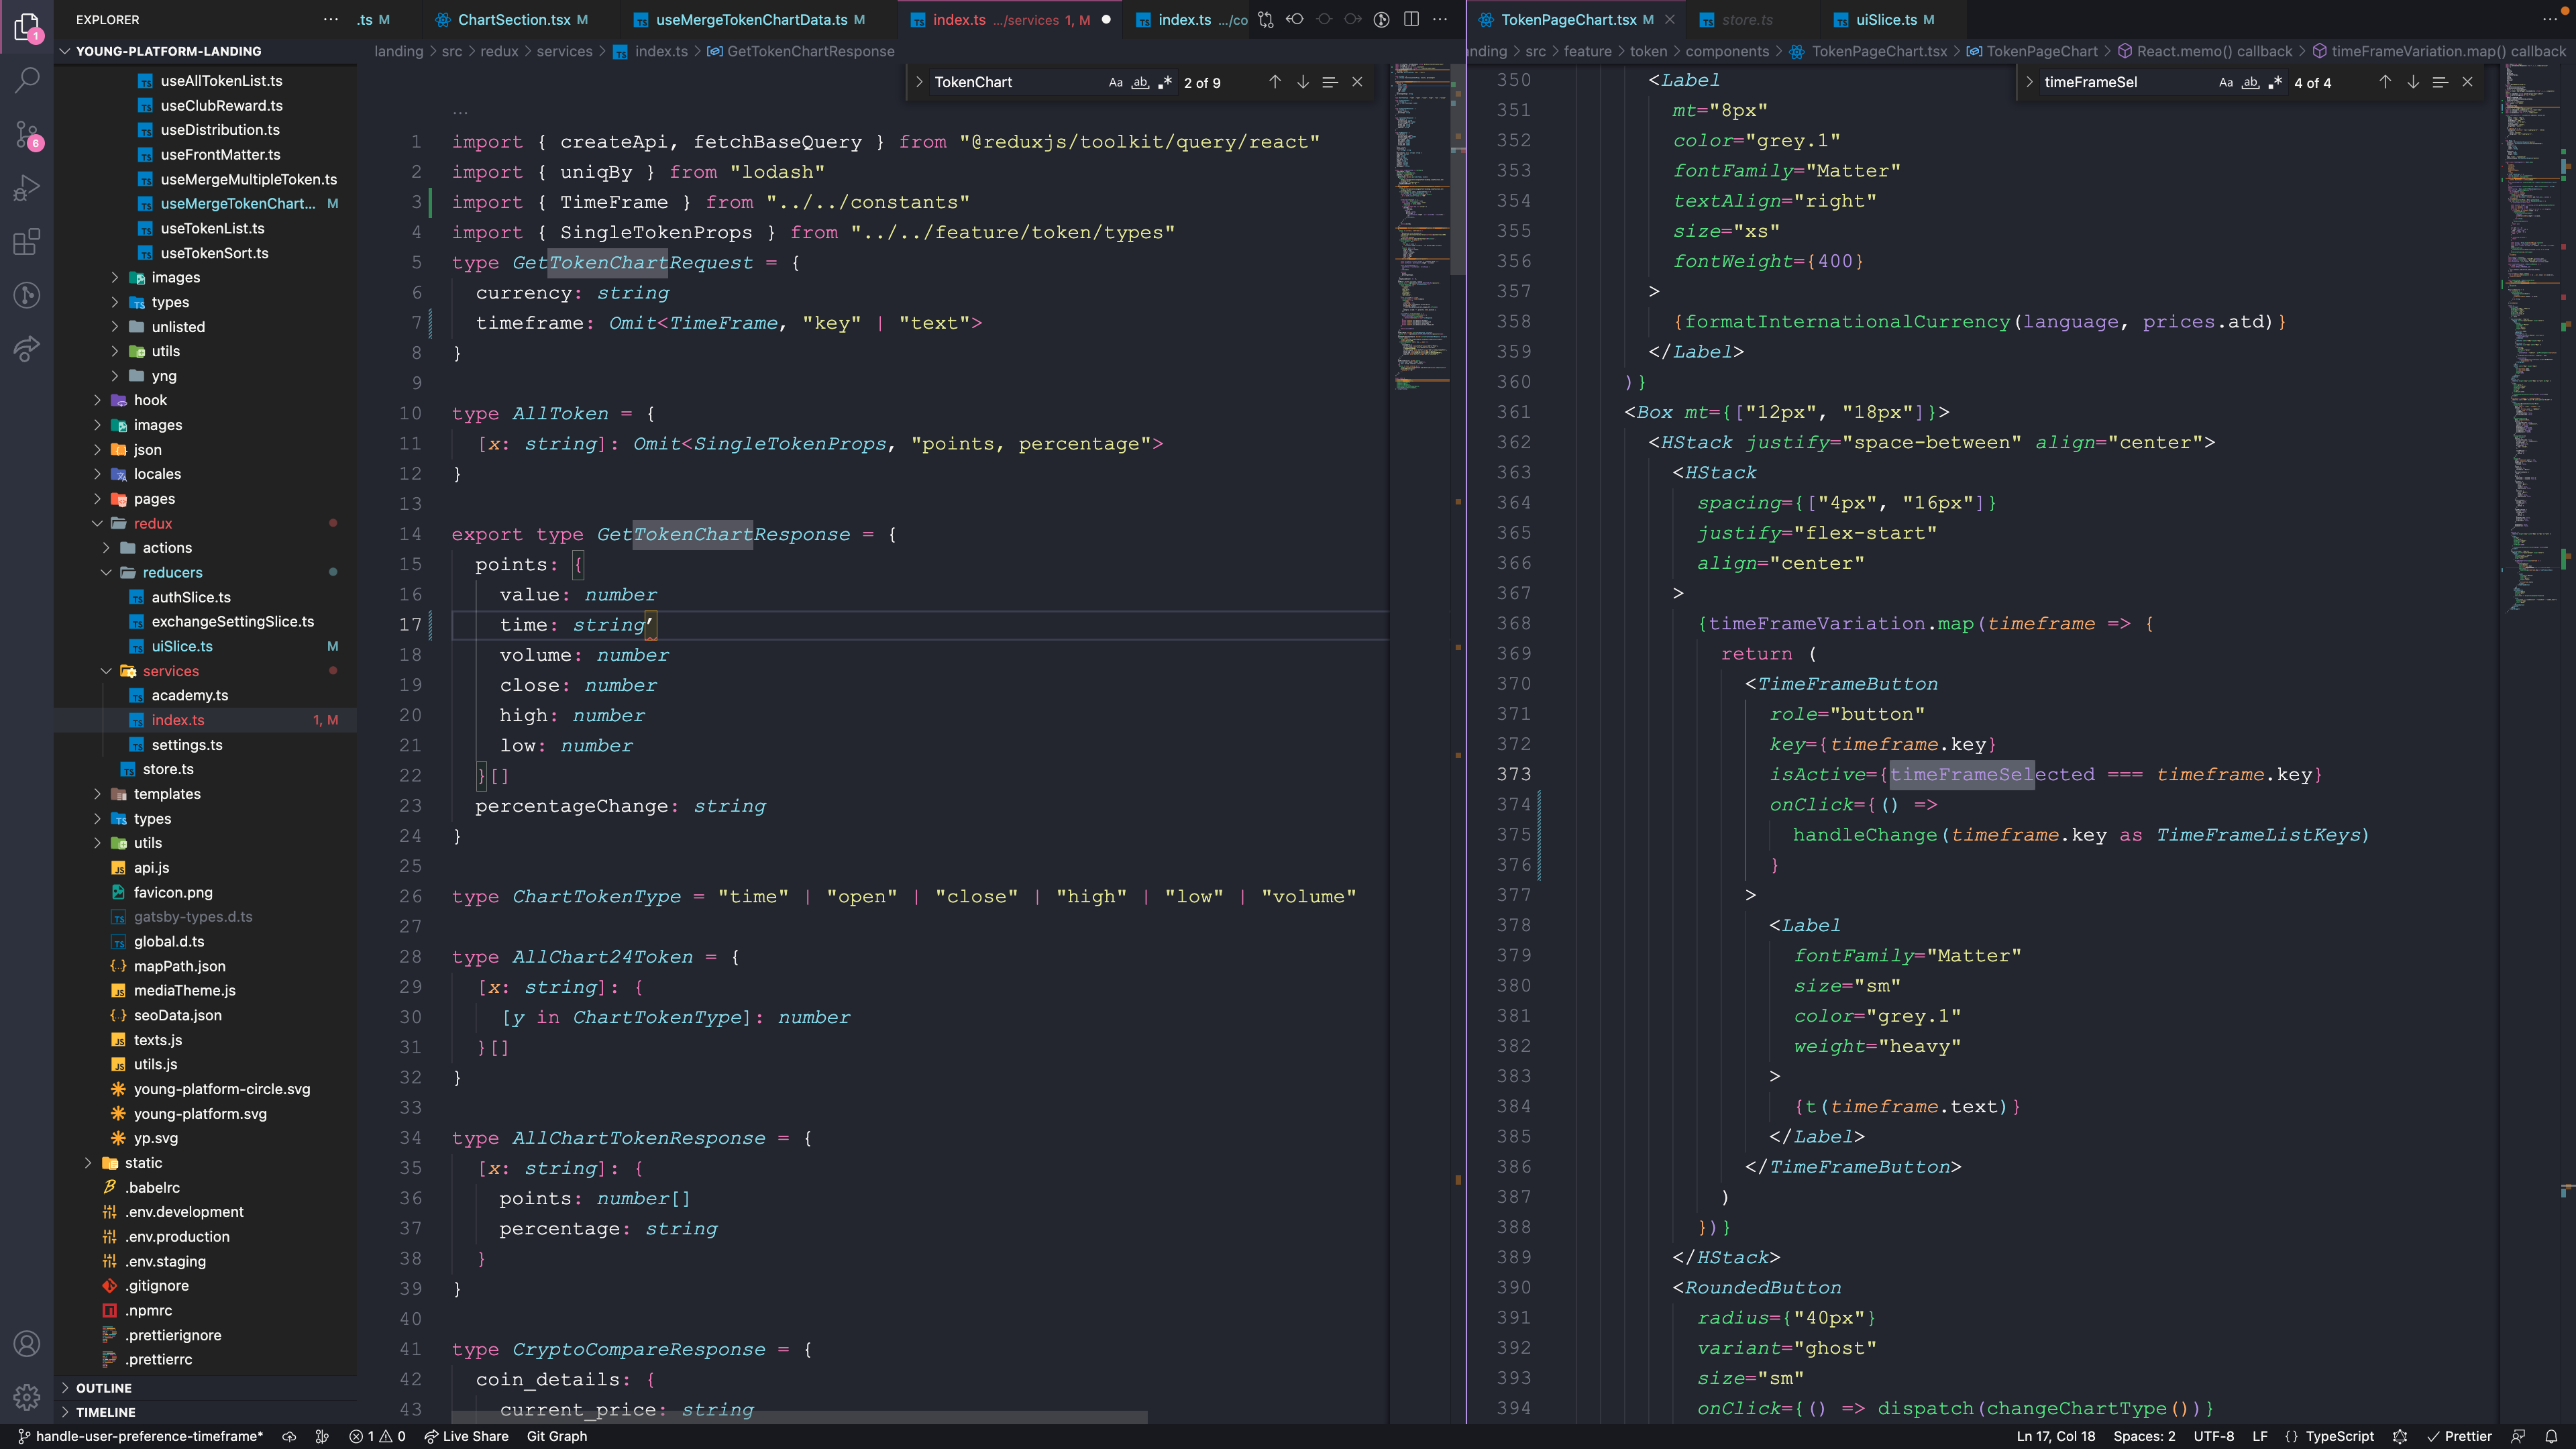 EXPLORER
.ts M
ChartSection.tsx M
useMergeTokenChartData.ts M
index.ts .../services 1, M
index.ts .../co
TokenPageChart.tsx M
store.ts
uiSlice.ts M
YOUNG-PLATFORM-LANDING
landing > src > redux > services > index.ts > GetTokenChartResponse
nding > src > feature > token > components > TokenPageChart.tsx > TokenPageChart > React.memo() callback > timeFrameVariation.map() callback
TokenChart
Aa ab .* 2 of 9
timeFrameSel
Aa ab .* 4 of 4
1
6
useAllTokenList.ts
useClubReward.ts
useDistribution.ts
useFrontMatter.ts
useMergeMultipleToken.ts
useMergeTokenChart... M
useTokenList.ts
useTokenSort.ts
images
types
unlisted
utils
yng
hook
images
json
locales
pages
redux
actions
reducers
authSlice.ts
exchangeSettingSlice.ts
uiSlice.ts M
services
academy.ts
index.ts 1, M
settings.ts
store.ts
templates
types
utils
api.js
favicon.png
gatsby-types.d.ts
global.d.ts
mapPath.json
mediaTheme.js
seoData.json
texts.js
utils.js
young-platform-circle.svg
young-platform.svg
yp.svg
static
.babelrc
.env.development
.env.production
.env.staging
.gitignore
.npmrc
.prettierignore
.prettierrc
OUTLINE
TIMELINE
...
1 import { createApi, fetchBaseQuery } from "@reduxjs/toolkit/query/react"
2 import { uniqBy } from "lodash"
3 import { TimeFrame } from "../../constants"
4 import { SingleTokenProps } from "../../feature/token/types"
5 type GetTokenChartRequest = {
6 currency: string
7 timeframe: Omit<TimeFrame, "key" | "text">
8 }
9
10 type AllToken = {
11 [x: string]: Omit<SingleTokenProps, "points, percentage">
12 }
13
14 export type GetTokenChartResponse = {
15 points: {
16 value: number
17 time: string’
18 volume: number
19 close: number
20 high: number
21 low: number
22 }[]
23 percentageChange: string
24 }
25
26 type ChartTokenType = "time" | "open" | "close" | "high" | "low" | "volume"
27
28 type AllChart24Token = {
29 [x: string]: {
30 [y in ChartTokenType]: number
31 }[]
32 }
33
34 type AllChartTokenResponse = {
35 [x: string]: {
36 points: number[]
37 percentage: string
38 }
39 }
40
41 type CryptoCompareResponse = {
42 coin_details: {
43 current_price: string
350 <Label
351 mt="8px"
352 color="grey.1"
353 fontFamily="Matter"
354 textAlign="right"
355 size="xs"
356 fontWeight={400}
357 >
358 {formatInternationalCurrency(language, prices.atd)}
359 </Label>
360 )}
361 <Box mt={["12px", "18px"]}>
362 <HStack justify="space-between" align="center">
363 <HStack
364 spacing={["4px", "16px"]}
365 justify="flex-start"
366 align="center"
367 >
368 {timeFrameVariation.map(timeframe => {
369 return (
370 <TimeFrameButton
371 role="button"
372 key={timeframe.key}
373 isActive={timeFrameSelected === timeframe.key}
374 onClick={() =>
375 handleChange(timeframe.key as TimeFrameListKeys)
376 }
377 >
378 <Label
379 fontFamily="Matter"
380 size="sm"
381 color="grey.1"
382 weight="heavy"
383 >
384 {t(timeframe.text)}
385 </Label>
386 </TimeFrameButton>
387 )
388 })}
389 </HStack>
390 <RoundedButton
391 radius={"40px"}
392 variant="ghost"
393 size="sm"
394 onClick={() => dispatch(changeChartType())}
handle-user-preference-timeframe* 1 0 Live Share Git Graph
Ln 17, Col 18 Spaces: 2 UTF-8 LF {} TypeScript Prettier